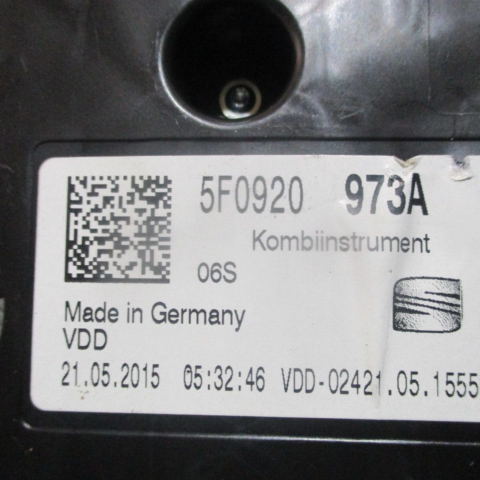 5F0920 973A
Kombiinstrument
06S
Made in Germany
VDD
21.05.2015 05:32:46 VDD-02421.05.1555